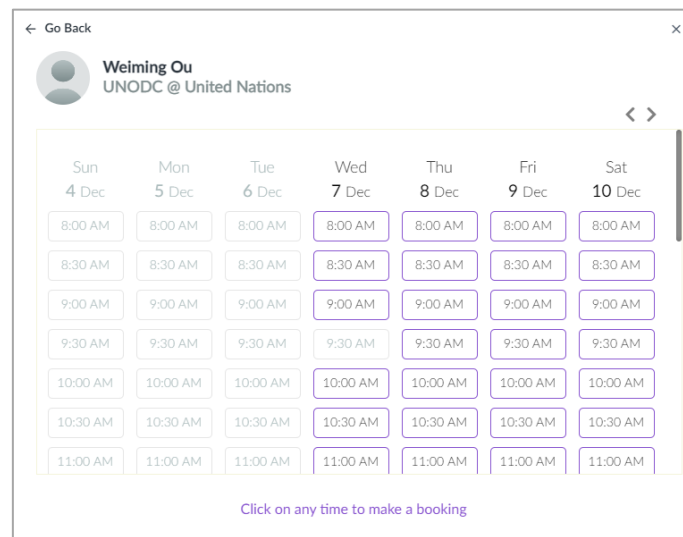 ← Go Back ×
Weiming Ou
UNODC @ United Nations
< >
Sun Mon Tue Wed Thu Fri Sat
4 Dec 5 Dec 6 Dec 7 Dec 8 Dec 9 Dec 10 Dec
8:00 AM 8:00 AM 8:00 AM 8:00 AM 8:00 AM 8:00 AM 8:00 AM
8:30 AM 8:30 AM 8:30 AM 8:30 AM 8:30 AM 8:30 AM 8:30 AM
9:00 AM 9:00 AM 9:00 AM 9:00 AM 9:00 AM 9:00 AM 9:00 AM
9:30 AM 9:30 AM 9:30 AM 9:30 AM 9:30 AM 9:30 AM 9:30 AM
10:00 AM 10:00 AM 10:00 AM 10:00 AM 10:00 AM 10:00 AM 10:00 AM
10:30 AM 10:30 AM 10:30 AM 10:30 AM 10:30 AM 10:30 AM 10:30 AM
11:00 AM 11:00 AM 11:00 AM 11:00 AM 11:00 AM 11:00 AM 11:00 AM
Click on any time to make a booking